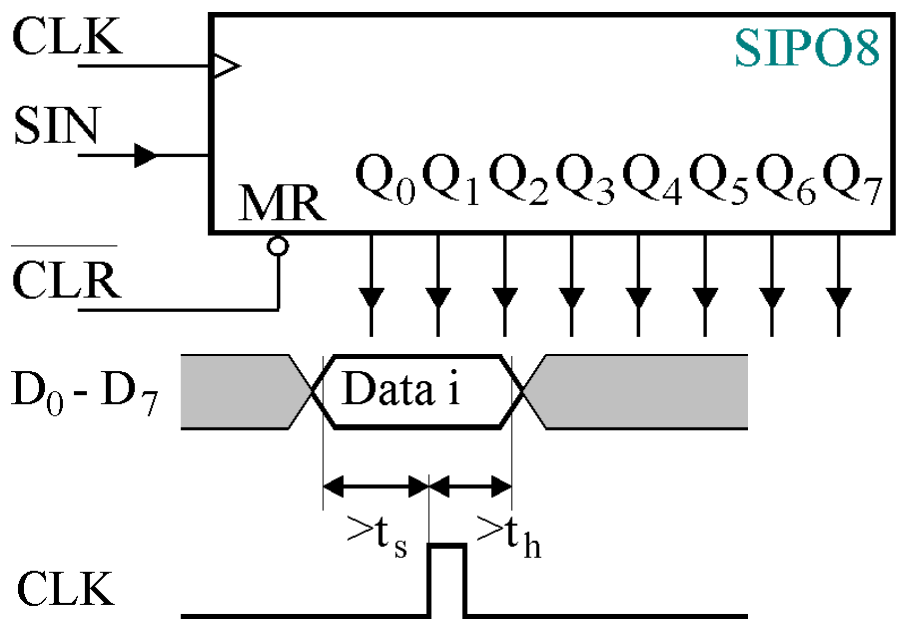 CLK
SIPO8
SIN
Q0 Q1 Q2 Q3 Q4 Q5 Q6 Q7
MR
CLR
D0 - D7
Data i
>ts
>th
CLK